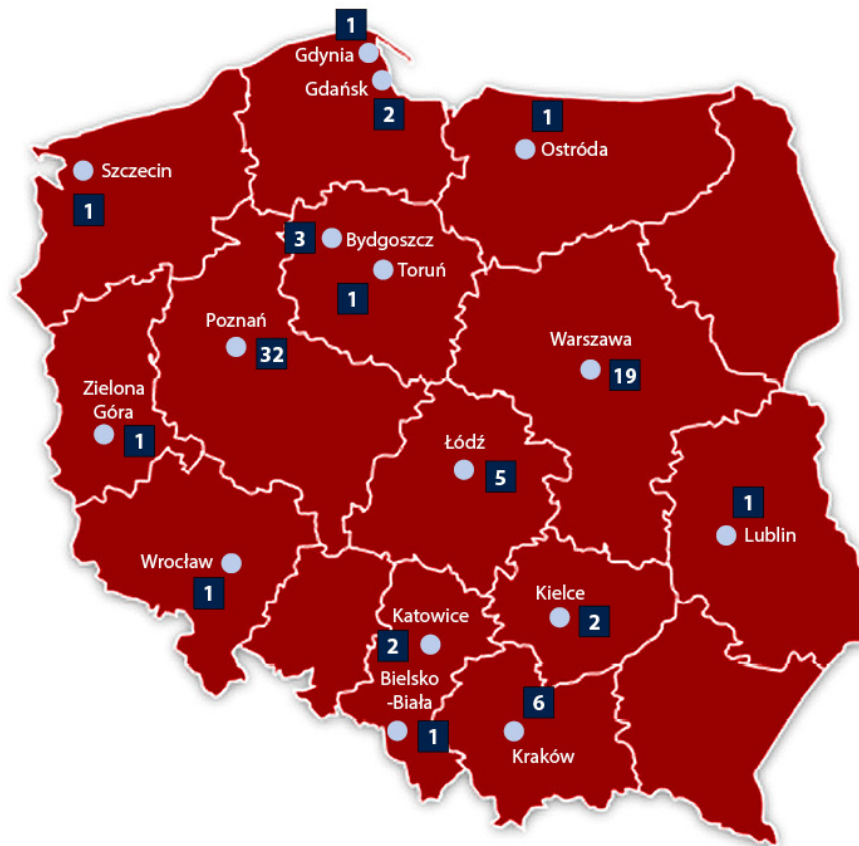 1
Gdynia
Gdańsk
2
1
Ostróda
Szczecin
1
3
Bydgoszcz
Toruń
1
Poznań
32
Warszawa
19
Zielona
Góra
1
Łódź
5
1
Lublin
Wrocław
1
Kielce
2
Katowice
2
Bielsko
-Biała
1
6
Kraków